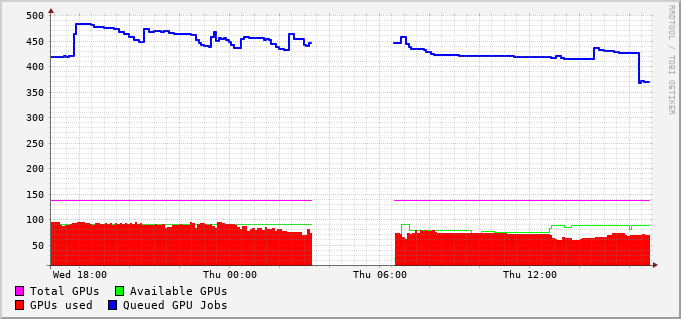 500
450
400
350
300
250
200
150
100
50
Wed 18:00 Thu 00:00 Thu 06:00 Thu 12:00
Total GPUs Available GPUs
GPUs used Queued GPU Jobs
RRDTOOL / TOBI OETIKER